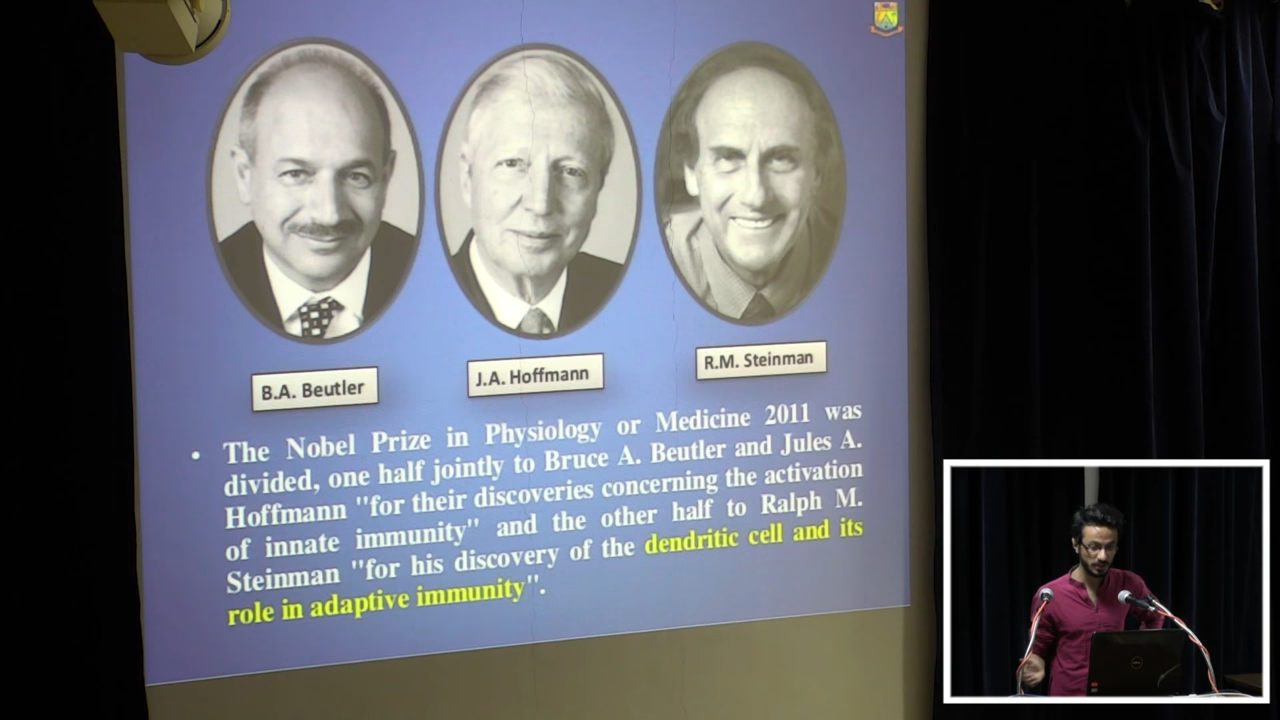 B.A. Beutler
J.A. Hoffmann
R.M. Steinman
• The Nobel Prize in Physiology or Medicine 2011 was
divided, one half jointly to Bruce A. Beutler and Jules A.
Hoffmann "for their discoveries concerning the activation
of innate immunity" and the other half to Ralph M.
Steinman "for his discovery of the dendritic cell and its
role in adaptive immunity".